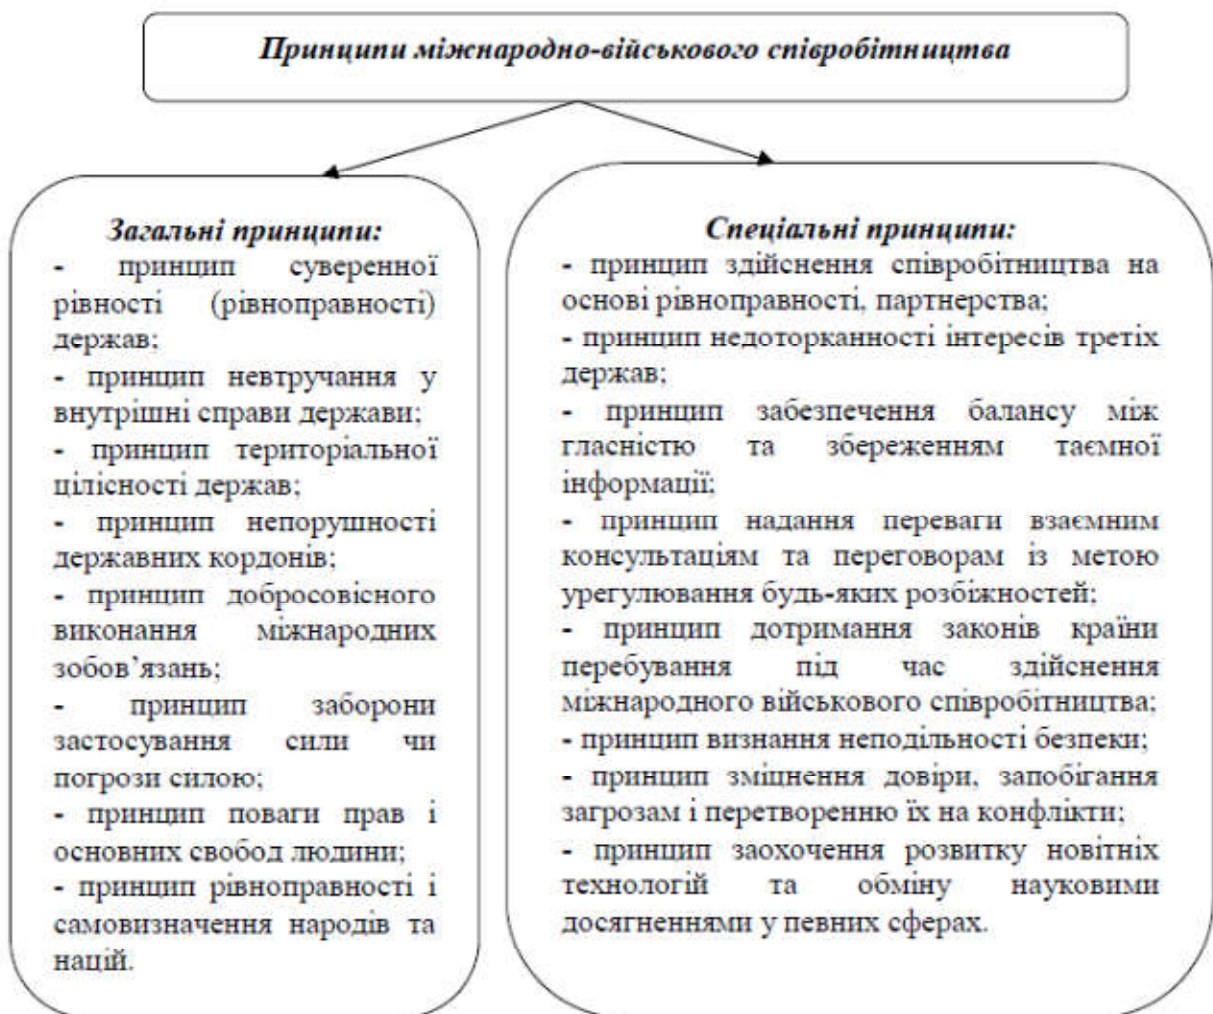 Принципи міжнародно-військового співробітництва
Загальні принципи:
- принцип суверенної
рівності (рівноправності)
держав;
- принцип невтручання у
внутрішні справи держави;
- принцип територіальної
цілісності держав;
- принцип непорушності
державних кордонів;
- принцип добросовісного
виконання міжнародних
зобов’язань;
- принцип заборони
застосування сили чи
погрози силою;
- принцип поваги прав і
основних свобод людини;
- принцип рівноправності і
самовизначення народів та
націй.
Спеціальні принципи:
- принцип здійснення співробітництва на
основі рівноправності, партнерства;
- принцип недоторканності інтересів третіх
держав;
- принцип забезпечення балансу між
гласністю та збереженням таємної
інформації;
- принцип надання переваги взаємним
консультаціям та переговорам із метою
урегулювання будь-яких розбіжностей;
- принцип дотримання законів країни
перебування під час здійснення
міжнародного військового співробітництва;
- принцип визнання неподільності безпеки;
- принцип зміцнення довіри, запобігання
загрозам і перетворенню їх на конфлікти;
- принцип заохочення розвитку новітніх
технологій та обміну науковими
досягненнями у певних сферах.